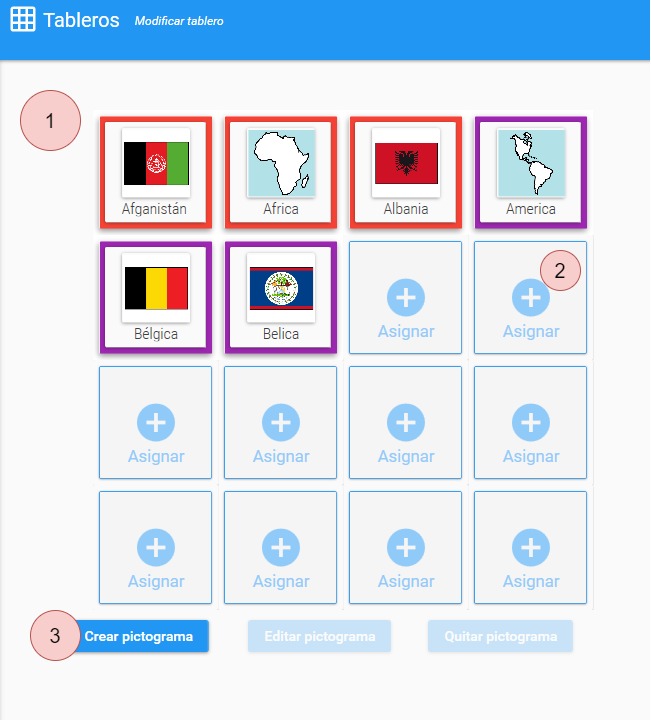 Tableros Modificar tablero
1
Afganistán Africa Albania America
2
Bélgica Belica Asignar Asignar
Asignar Asignar Asignar Asignar
Asignar Asignar Asignar Asignar
3 Crear pictograma Editar pictograma Quitar pictograma